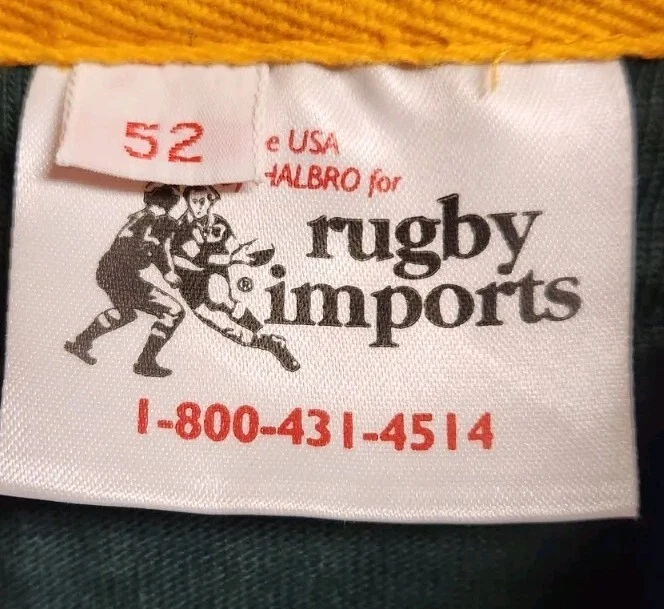 52
e USA
HALBRO for
rugby
®
imports
1-800-431-4514